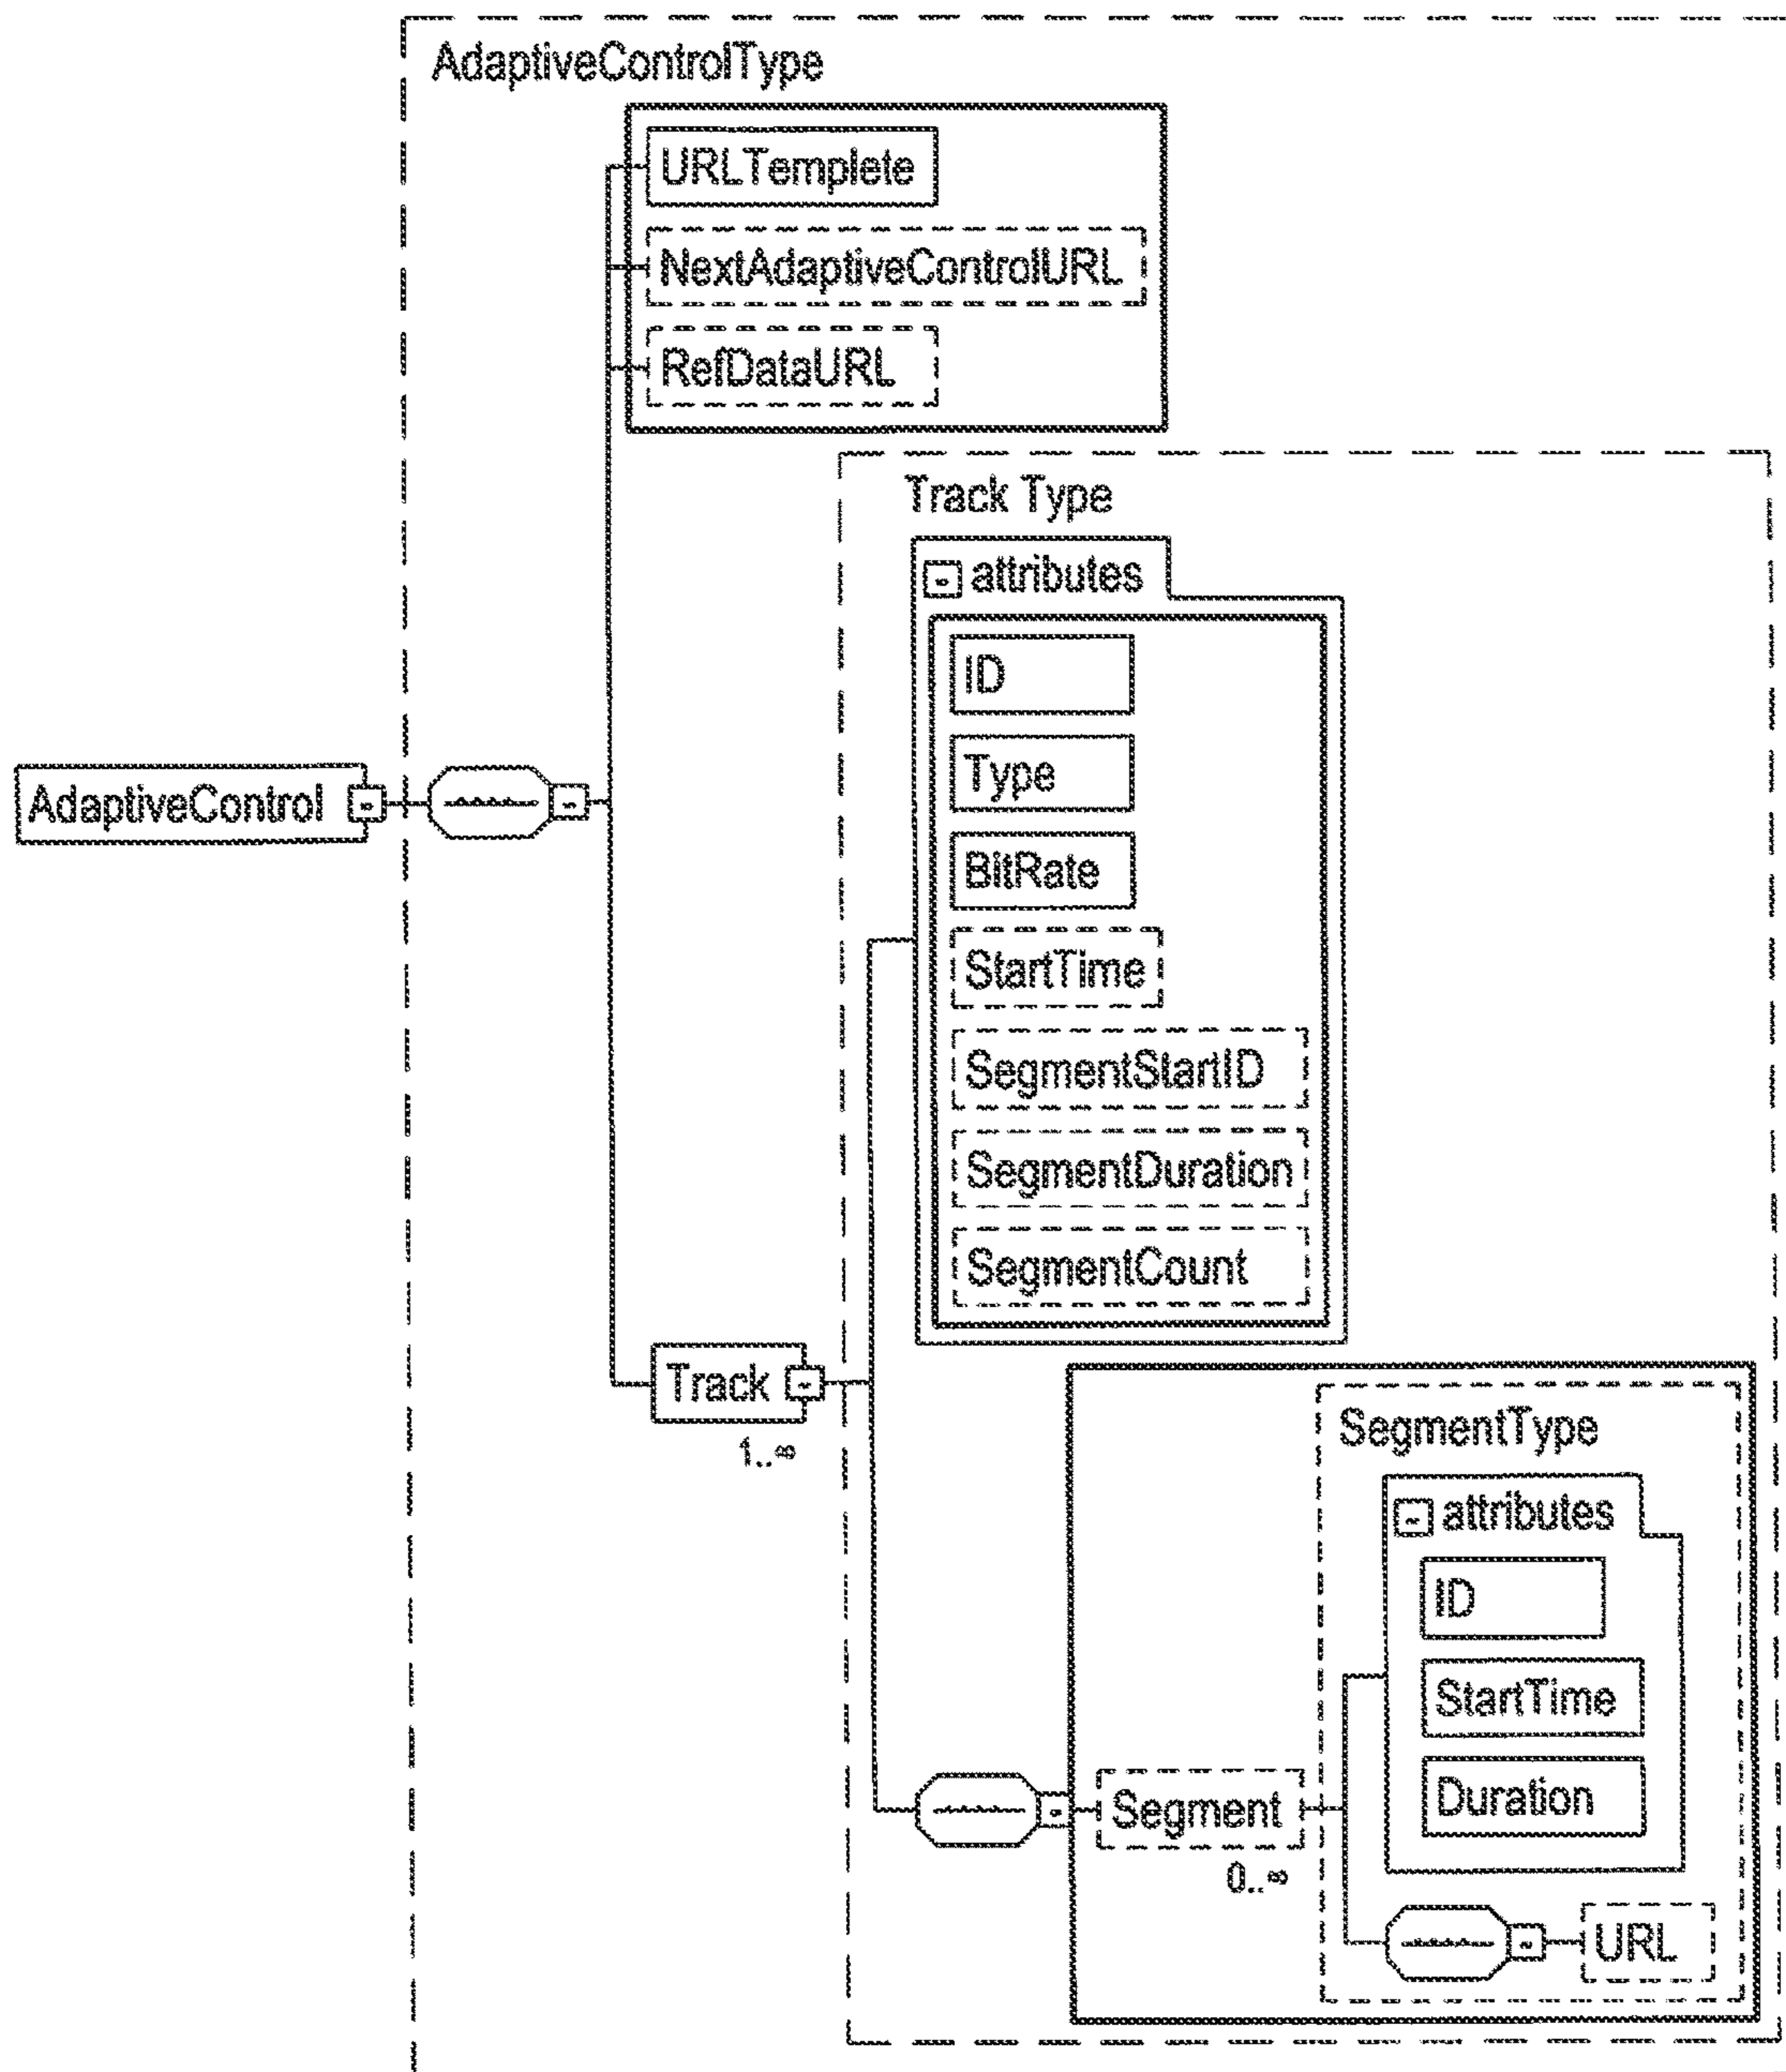 AdaptiveControlType
URLTemplete
NextAdaptiveControlURL
RefDataURL
Track Type
attributes
ID
Type
BitRate
AdaptiveControl
StartTime
SegmentStartID
SegmentDuration
SegmentCount
Track
1..∞
SegmentType
attributes
ID
StartTime
Duration
Segment
0..∞
URL